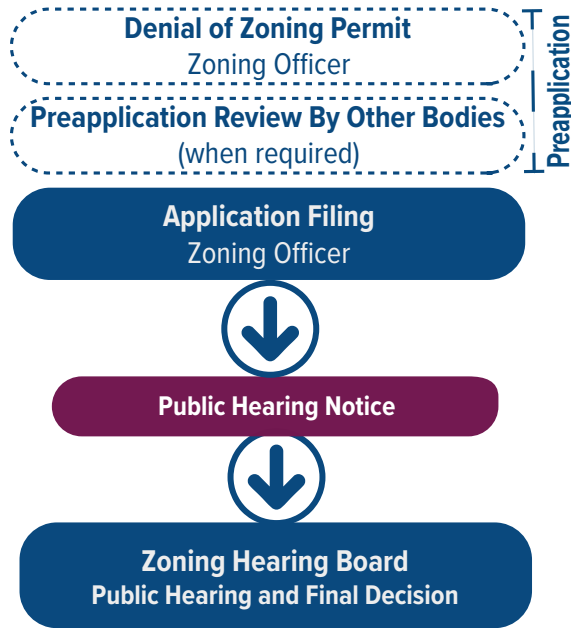 Denial of Zoning Permit
Zoning Officer
Preapplication
Preapplication Review By Other Bodies
(when required)
Application Filing
Zoning Officer
Public Hearing Notice
Zoning Hearing Board
Public Hearing and Final Decision